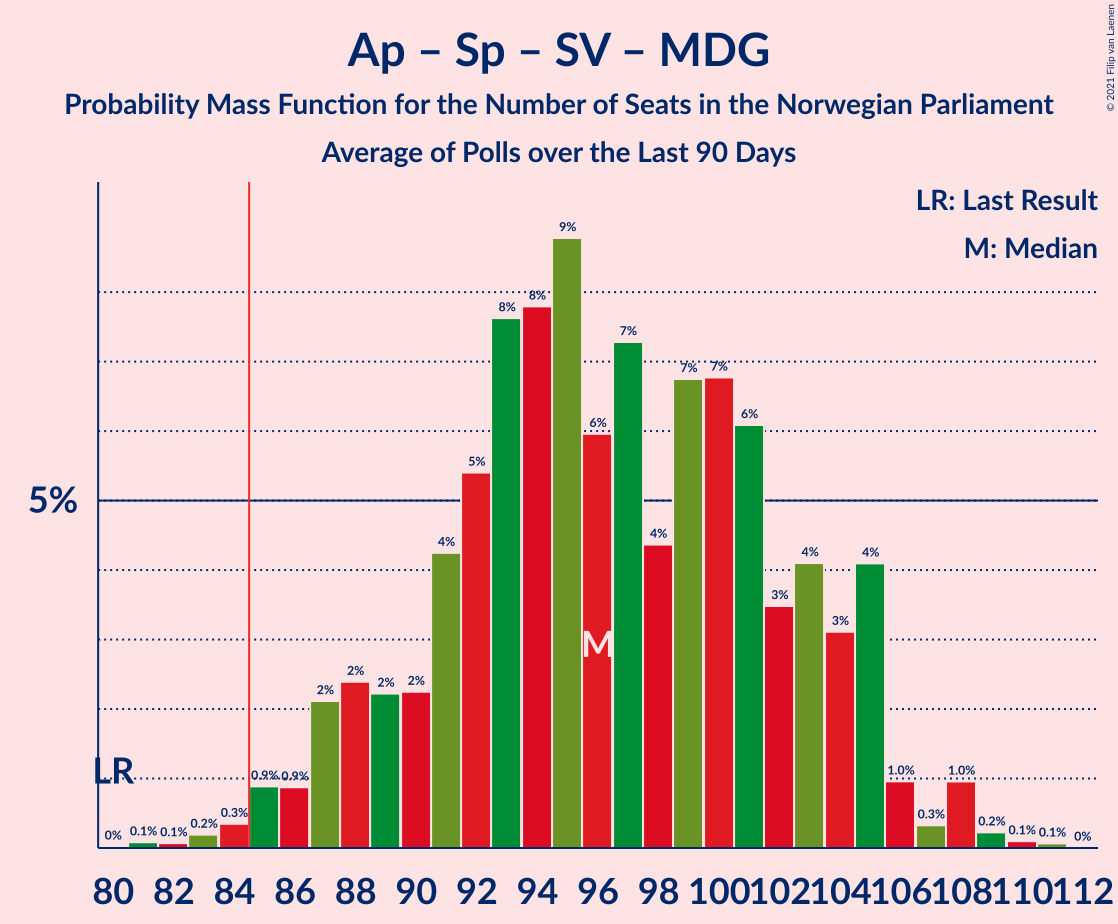 Ap – Sp – SV – MDG
Probability Mass Function for the Number of Seats in the Norwegian Parliament
Average of Polls over the Last 90 Days
© 2021 Filip van Laenen
LR: Last Result
M: Median
5%
LR
M
0% 0.1% 0.1% 0.2% 0.3% 0.9% 0.9% 2% 2% 2% 2% 4% 5% 8% 8% 9% 6% 7% 4% 7% 7% 6% 3% 4% 3% 4% 1.0% 0.3% 1.0% 0.2% 0.1% 0.1% 0%
80 82 84 86 88 90 92 94 96 98 100 102 104 106 108 110 112